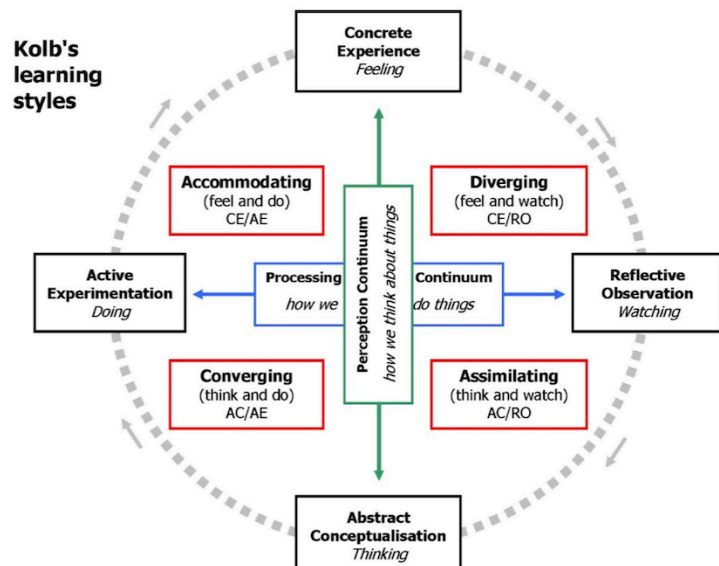 Kolb's
learning
styles
Concrete
Experience
Feeling
Accommodating
(feel and do)
CE/AE
Diverging
(feel and watch)
CE/RO
Active
Experimentation
Doing
Processing Continuum
how we do things
Perception Continuum
how we think about things
Reflective
Observation
Watching
Converging
(think and do)
AC/AE
Assimilating
(think and watch)
AC/RO
Abstract
Conceptualisation
Thinking